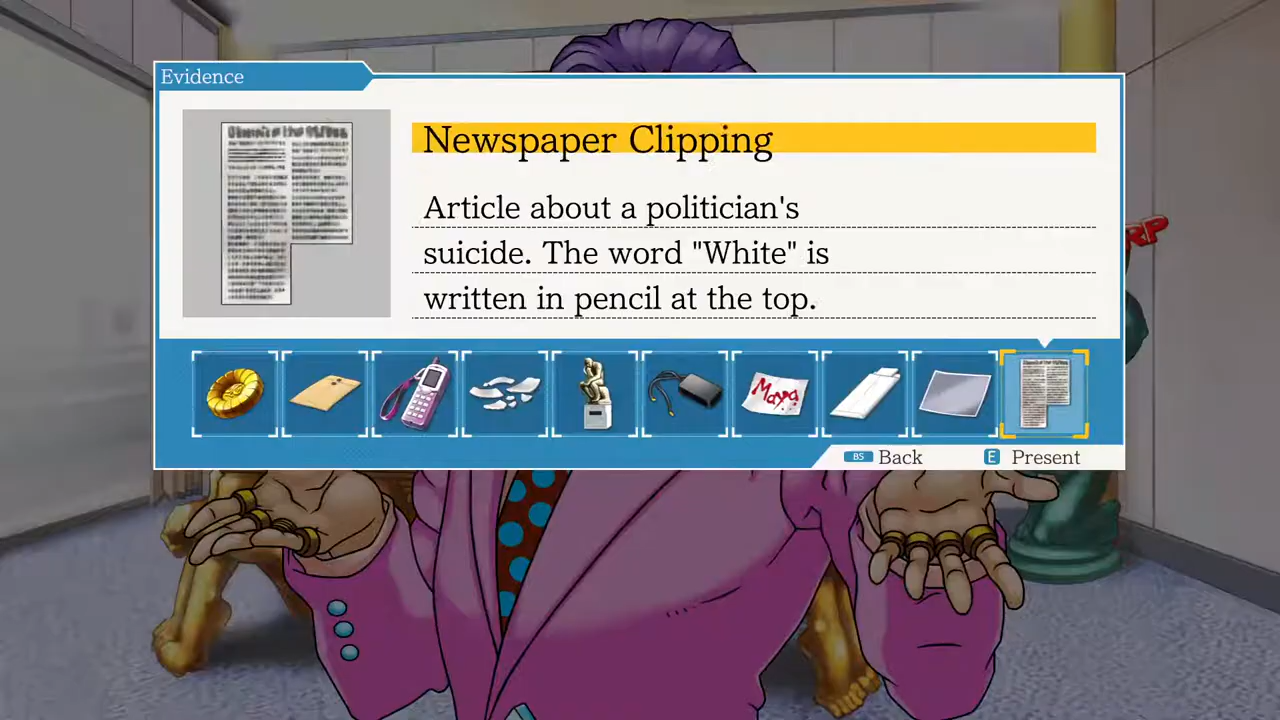 Evidence
Newspaper Clipping
Article about a politician's
suicide. The word "White" is
written in pencil at the top.
Maya
BS Back
E Present